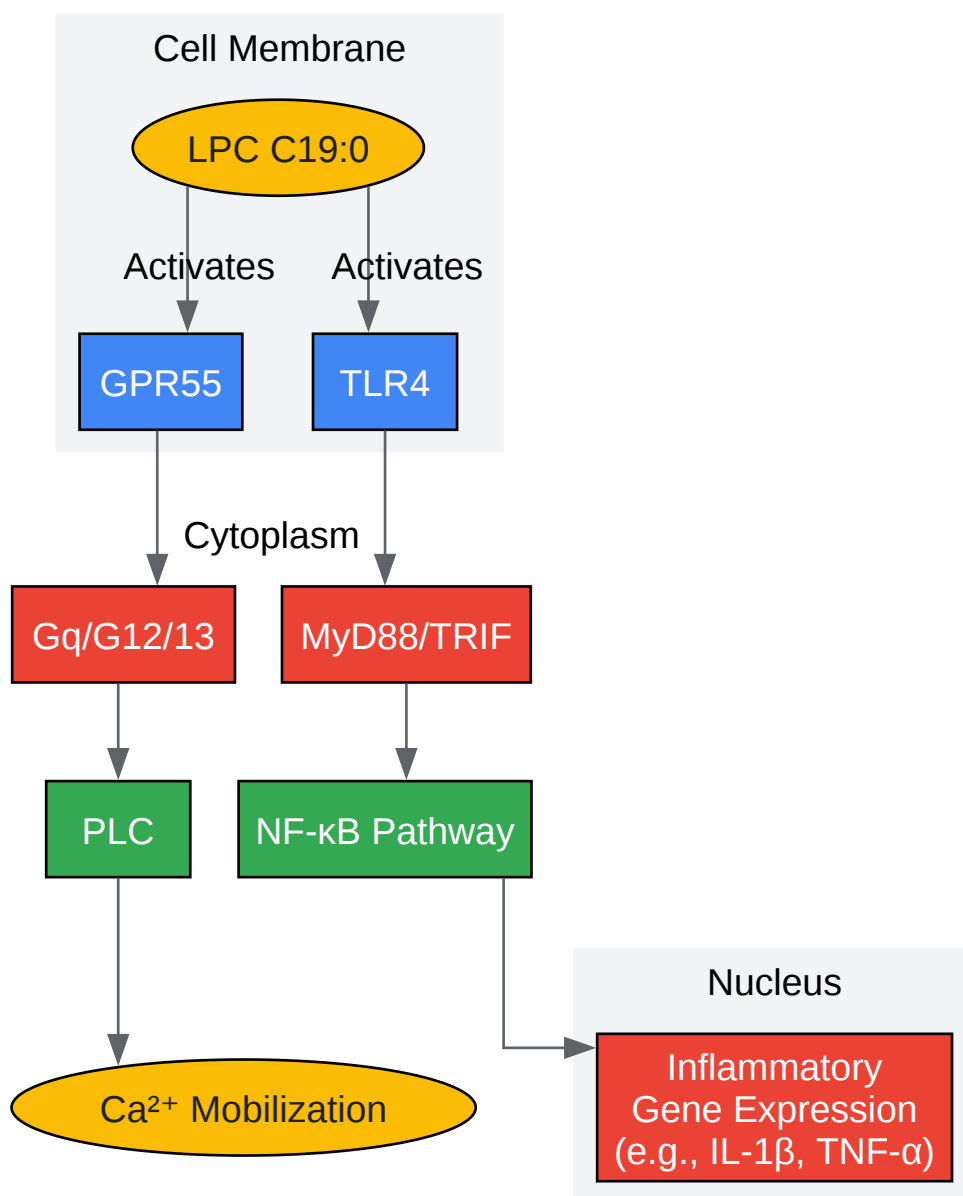 Cell Membrane
LPC C19:0
Activates
Activates
GPR55
TLR4
Cytoplasm
Gq/G12/13
MyD88/TRIF
PLC
NF-κB Pathway
Nucleus
Inflammatory
Gene Expression
(e.g., IL-1β, TNF-α)
Ca²⁺ Mobilization